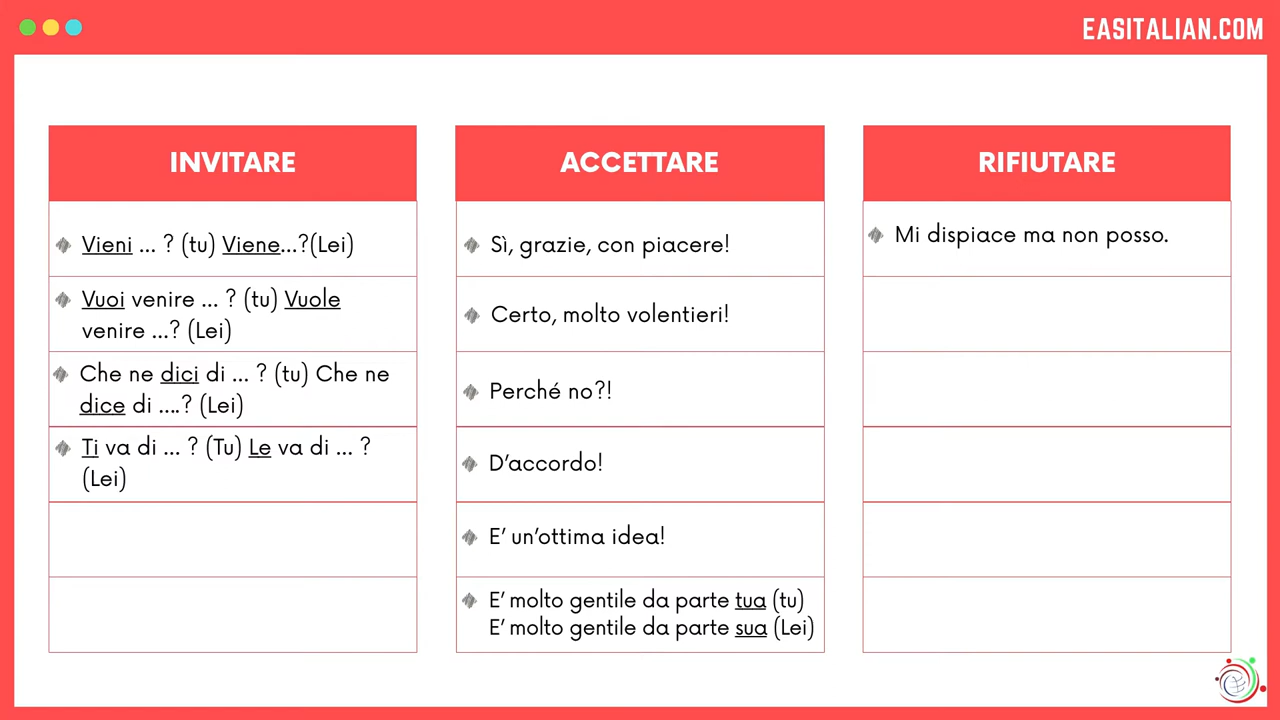 EASITALIAN.COM
INVITARE
Vieni ... ? (tu) Viene...?(Lei)
Vuoi venire ... ? (tu) Vuole
venire ...? (Lei)
Che ne dici di ... ? (tu) Che ne
dice di ....? (Lei)
Ti va di ... ? (Tu) Le va di ... ?
(Lei)
ACCETTARE
Sì, grazie, con piacere!
Certo, molto volentieri!
Perché no?!
D’accordo!
E’ un’ottima idea!
E’ molto gentile da parte tua (tu)
E’ molto gentile da parte sua (Lei)
RIFIUTARE
Mi dispiace ma non posso.